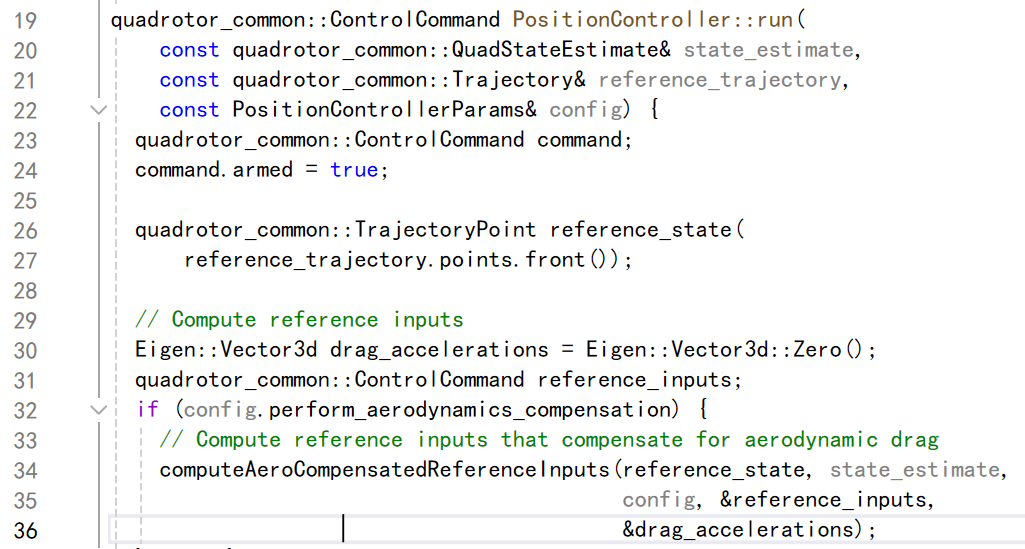 19 quadrotor_common::ControlCommand PositionController::run(
20     const quadrotor_common::QuadStateEstimate& state_estimate,
21     const quadrotor_common::Trajectory& reference_trajectory,
22     const PositionControllerParams& config) {
23   quadrotor_common::ControlCommand command;
24   command.armed = true;
25
26   quadrotor_common::TrajectoryPoint reference_state(
27       reference_trajectory.points.front());
28
29   // Compute reference inputs
30   Eigen::Vector3d drag_accelerations = Eigen::Vector3d::Zero();
31   quadrotor_common::ControlCommand reference_inputs;
32   if (config.perform_aerodynamics_compensation) {
33     // Compute reference inputs that compensate for aerodynamic drag
34     computeAeroCompensatedReferenceInputs(reference_state, state_estimate,
35                                           config, &reference_inputs,
36                                           &drag_accelerations);